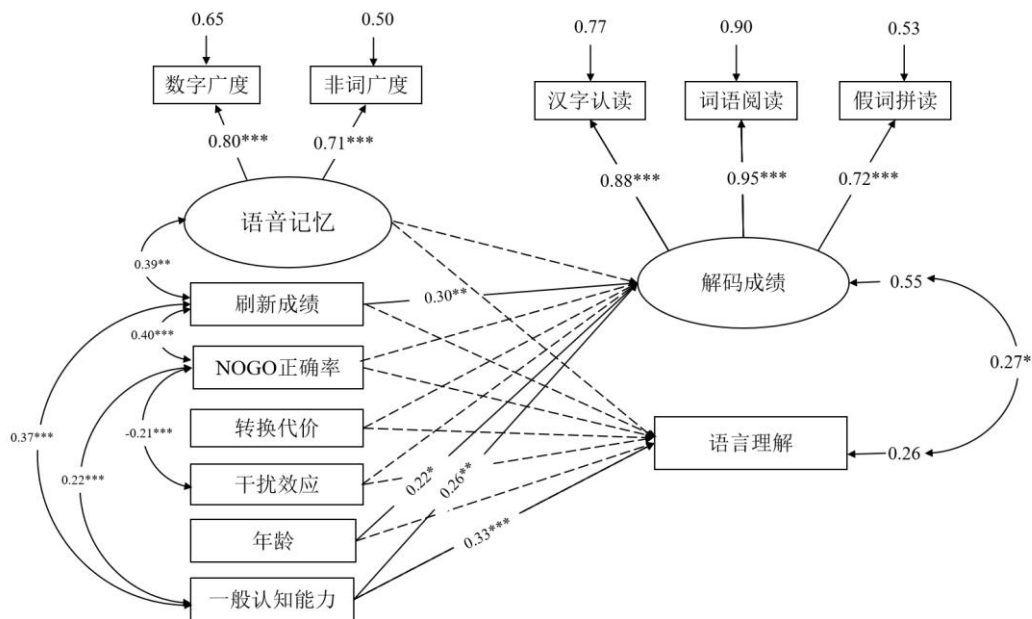 0.65
0.50
0.77
0.90
0.53
数字广度
非词广度
汉字认读
词语阅读
假词拼读
0.80***
0.71***
0.88***
0.95***
0.72***
语音记忆
解码成绩
0.55
0.39**
刷新成绩
0.30**
0.40***
NOGO正确率
0.27*
0.37***
-0.21***
转换代价
语言理解
0.26
0.22***
干扰效应
0.22*
0.26**
年龄
0.33***
一般认知能力